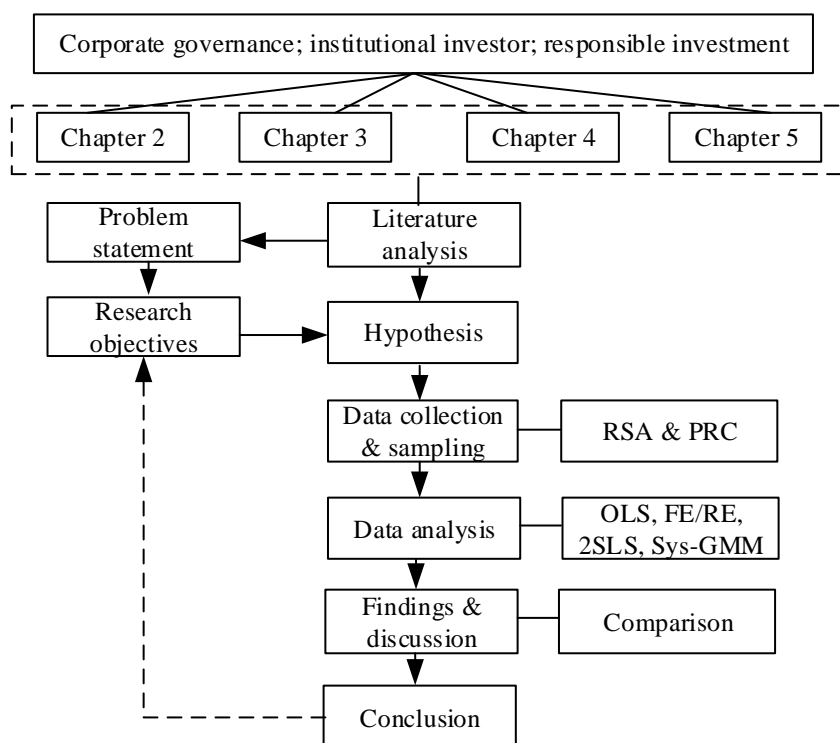 Corporate governance; institutional investor; responsible investment
Chapter 2
Chapter 3
Chapter 4
Chapter 5
Problem
statement
Literature
analysis
Research
objectives
Hypothesis
Data collection
& sampling
RSA & PRC
Data analysis
OLS, FE/RE,
2SLS, Sys-GMM
Findings &
discussion
Comparison
Conclusion